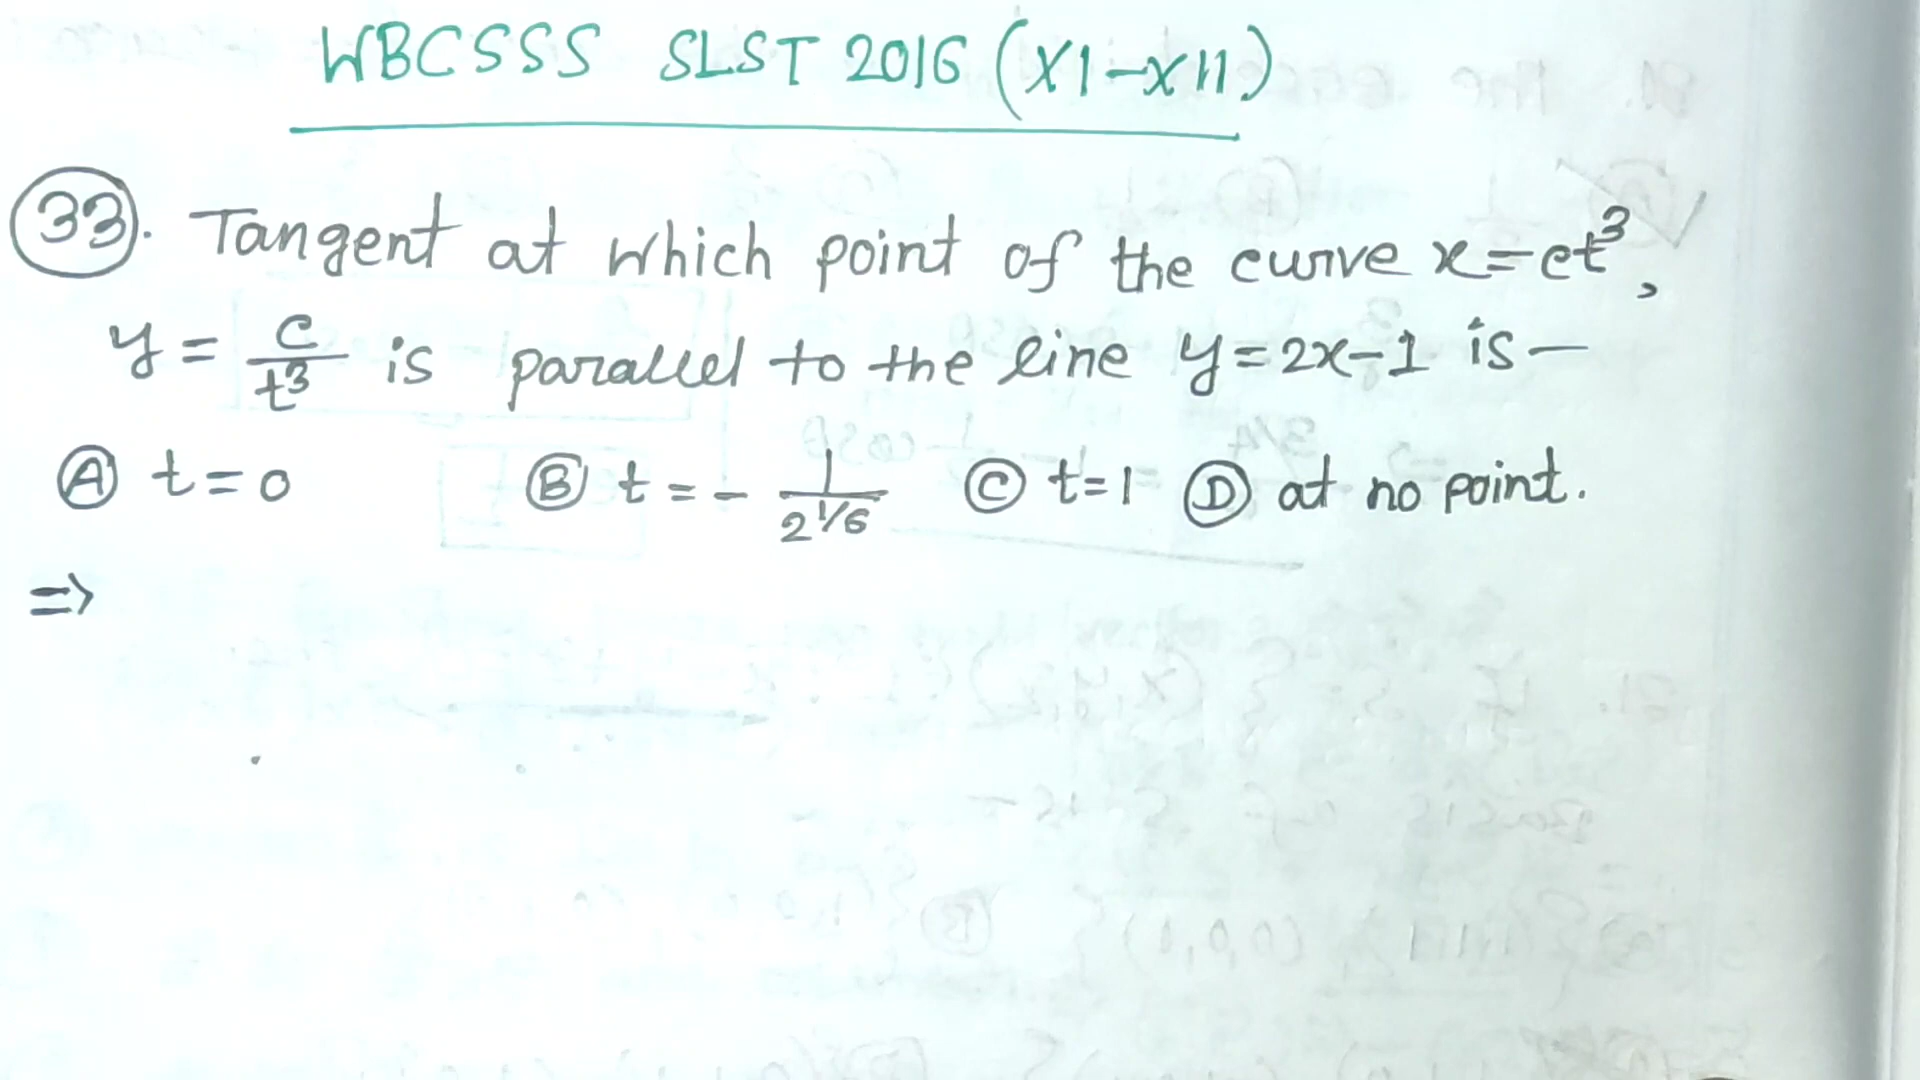 WBCSSS SLST 2016 (XI-XII)
33. Tangent at which point of the curve x=ct³,
y = c/t³ is parallel to the line y=2x-1 is —
Ⓐ t=0 Ⓑ t = - 1/2^1/6 Ⓒ t=1 Ⓓ at no point.
=>